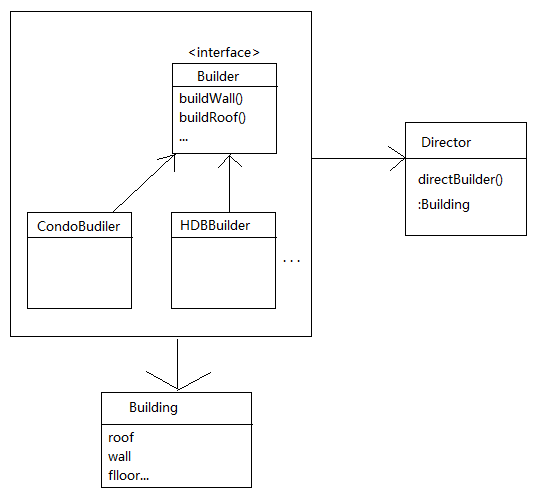 <interface>
Builder
buildWall()
buildRoof()
...
Director
directBuilder()
:Building
CondoBudiler
HDBBuilder
...
Building
roof
wall
flloor...